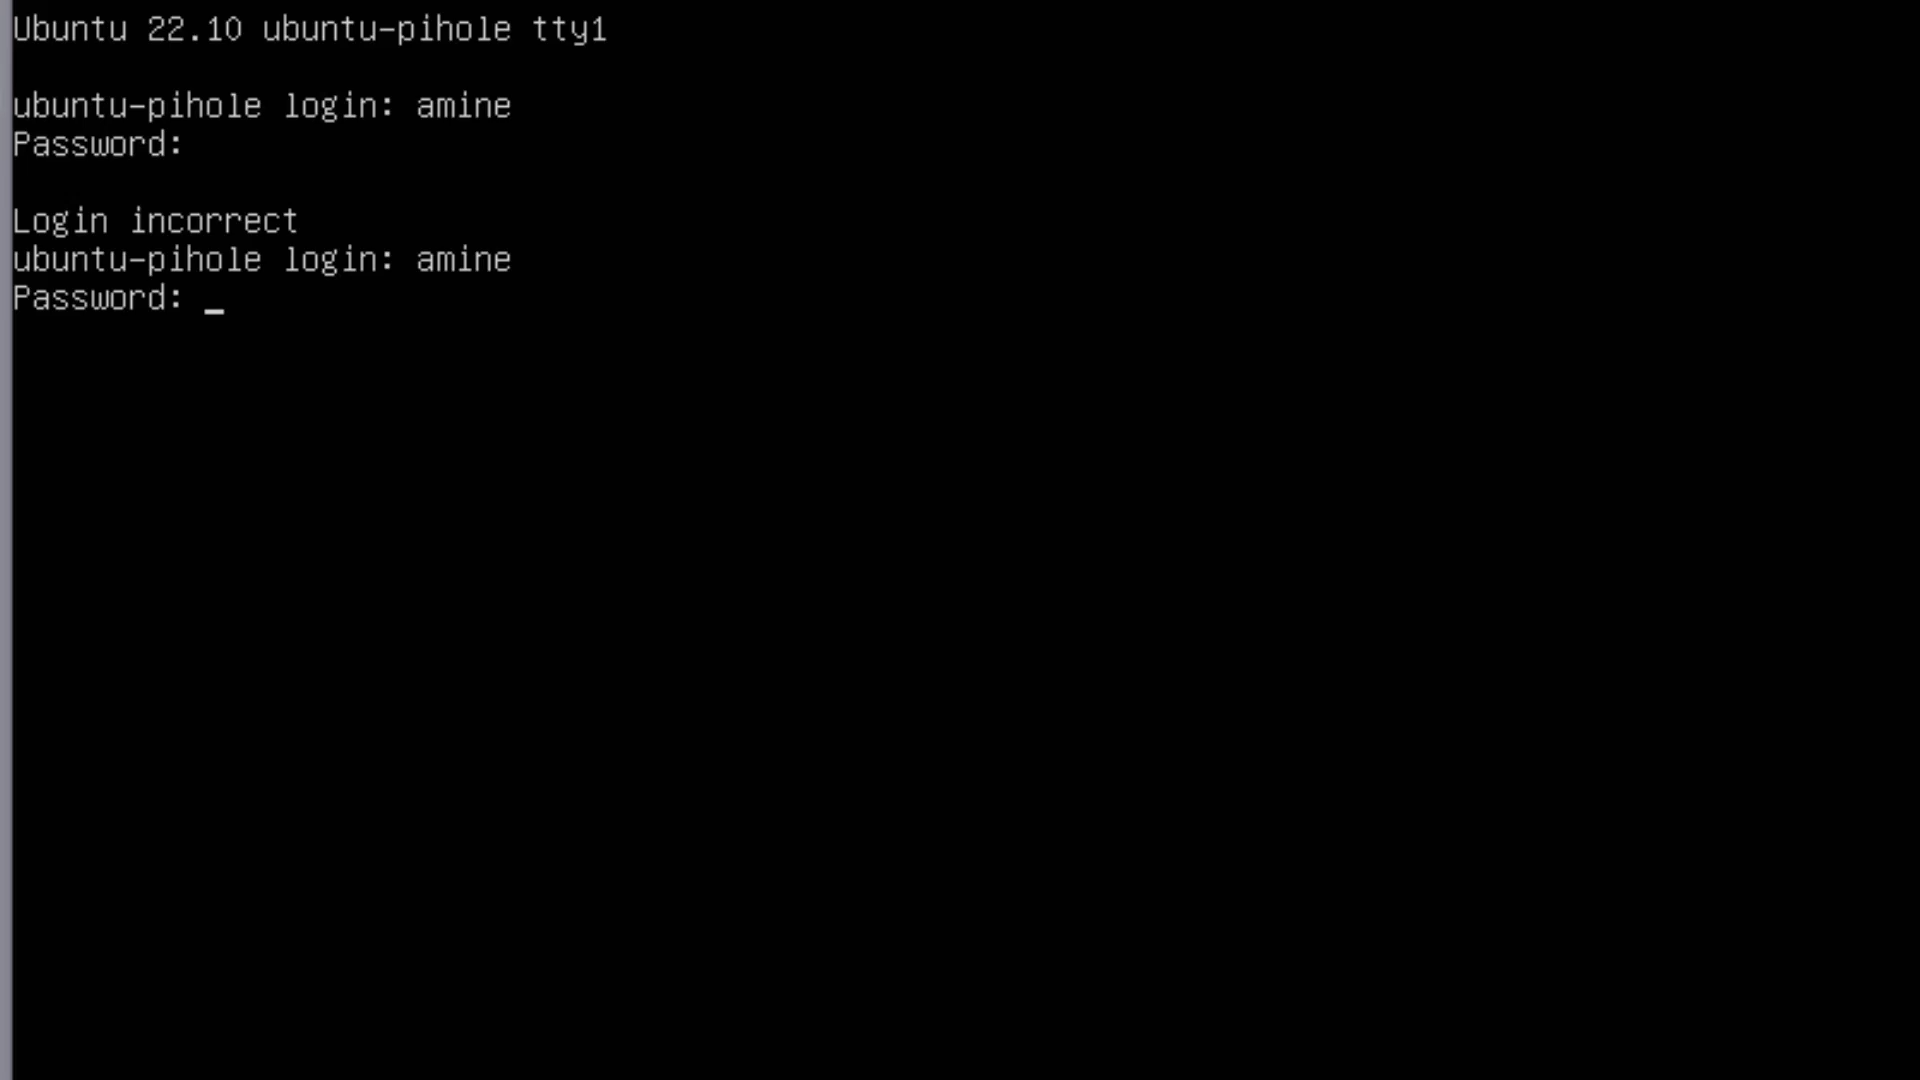 Ubuntu 22.10 ubuntu-pihole tty1
ubuntu-pihole login: amine
Password:
Login incorrect
ubuntu-pihole login: amine
Password: _